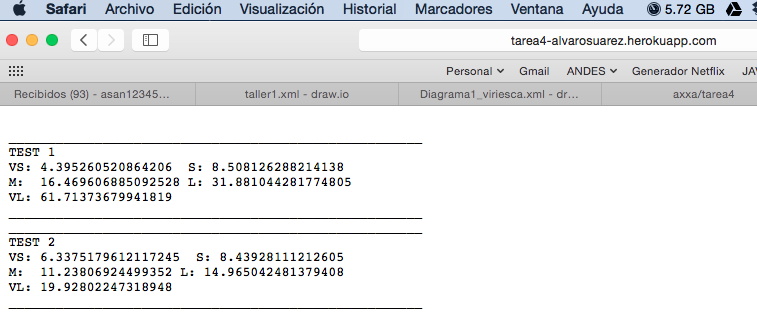 Safari Archivo Edición Visualización Historial Marcadores Ventana Ayuda 5.72 GB
tarea4-alvarosuarez.herokuapp.com
Personal Gmail ANDES Generador Netflix JA
Recibidos (93) - asan12345... taller1.xml - draw.io Diagrama1_viriesca.xml - dr... axxa/tarea4
TEST 1
VS: 4.395260520864206 S: 8.508126288214138
M: 16.469606885092528 L: 31.881044281774805
VL: 61.71373679941819
TEST 2
VS: 6.3375179612117245 S: 8.43928111212605
M: 11.23806924499352 L: 14.965042481379408
VL: 19.92802247318948